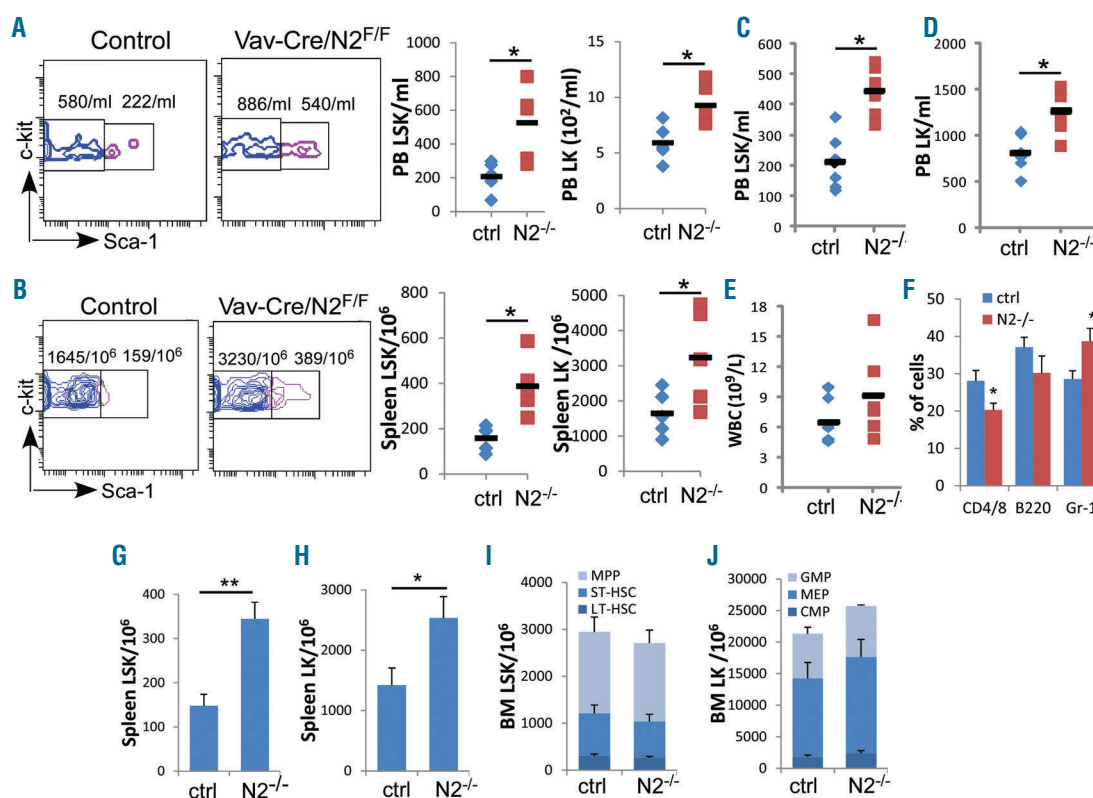 A
Control
Vav-Cre/N2F/F
580/ml 222/ml
886/ml 540/ml
c-kit
Sca-1
PB LSK/ml
1000
800
600
400
200
0
*
ctrl N2-/-
PB LK (10²/ml)
15
10
5
0
*
ctrl N2-/-
C
PB LSK/ml
600
500
400
300
200
100
0
*
ctrl N2-/-
D
PB LK/ml
2000
1500
1000
500
0
*
ctrl N2-/-
B
Control
Vav-Cre/N2F/F
1645/10⁶ 159/10⁶
3230/10⁶ 389/10⁶
c-kit
Sca-1
Spleen LSK/10⁶
800
600
400
200
0
*
ctrl N2-/-
Spleen LK /10⁶
5000
4000
3000
2000
1000
0
*
ctrl N2-/-
E
WBC (10⁹/L)
18
15
12
9
6
3
0
ctrl N2-/-
F
% of cells
50
40
30
20
10
0
ctrl
N2-/-
*
*
CD4/8 B220 Gr-1
G
Spleen LSK/10⁶
400
300
200
100
0
**
ctrl N2-/-
H
Spleen LK/10⁶
3000
2000
1000
0
*
ctrl N2-/-
I
BM LSK/10⁶
4000
3000
2000
1000
0
MPP
ST-HSC
LT-HSC
ctrl N2-/-
J
BM LK /10⁶
30000
25000
20000
15000
10000
5000
0
GMP
MEP
CMP
ctrl N2-/-